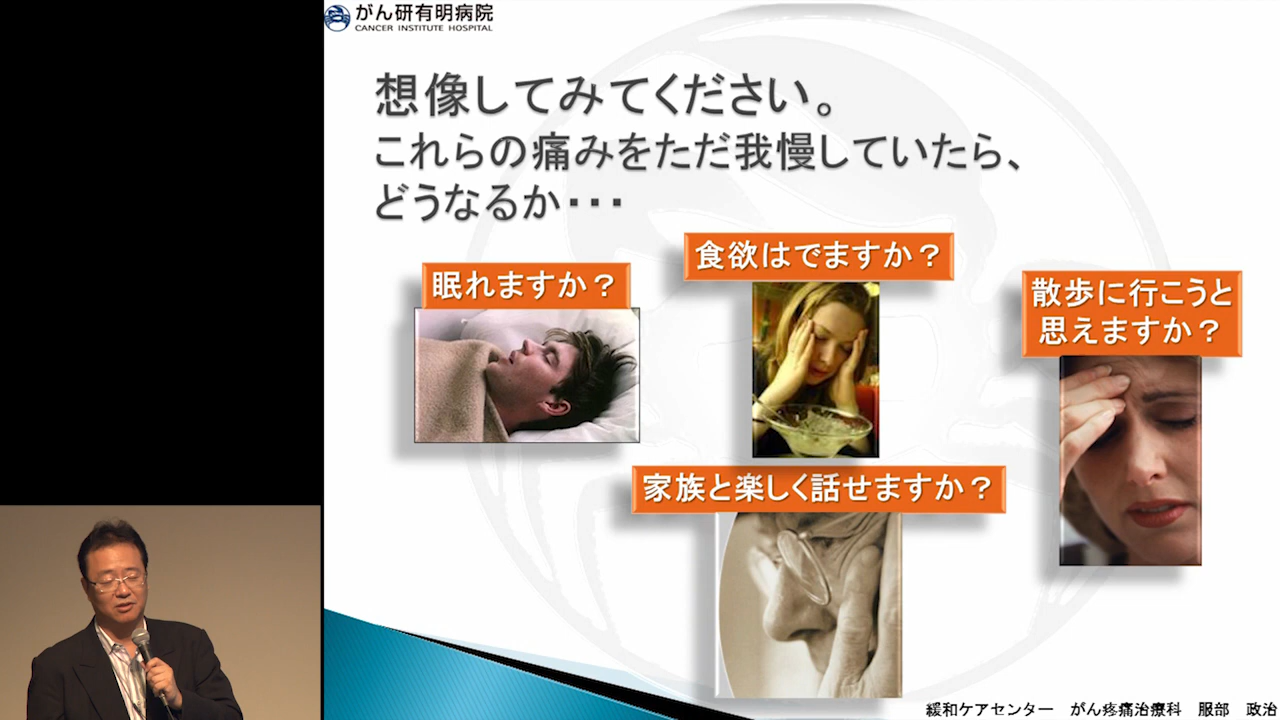 がん研有明病院
CANCER INSTITUTE HOSPITAL
想像してみてください。
これらの痛みをただ我慢していたら、
どうなるか・・・
眠れますか？
食欲はでますか？
散歩に行こうと
思えますか？
家族と楽しく話せますか？
緩和ケアセンター　がん疼痛治療科　服部　政治